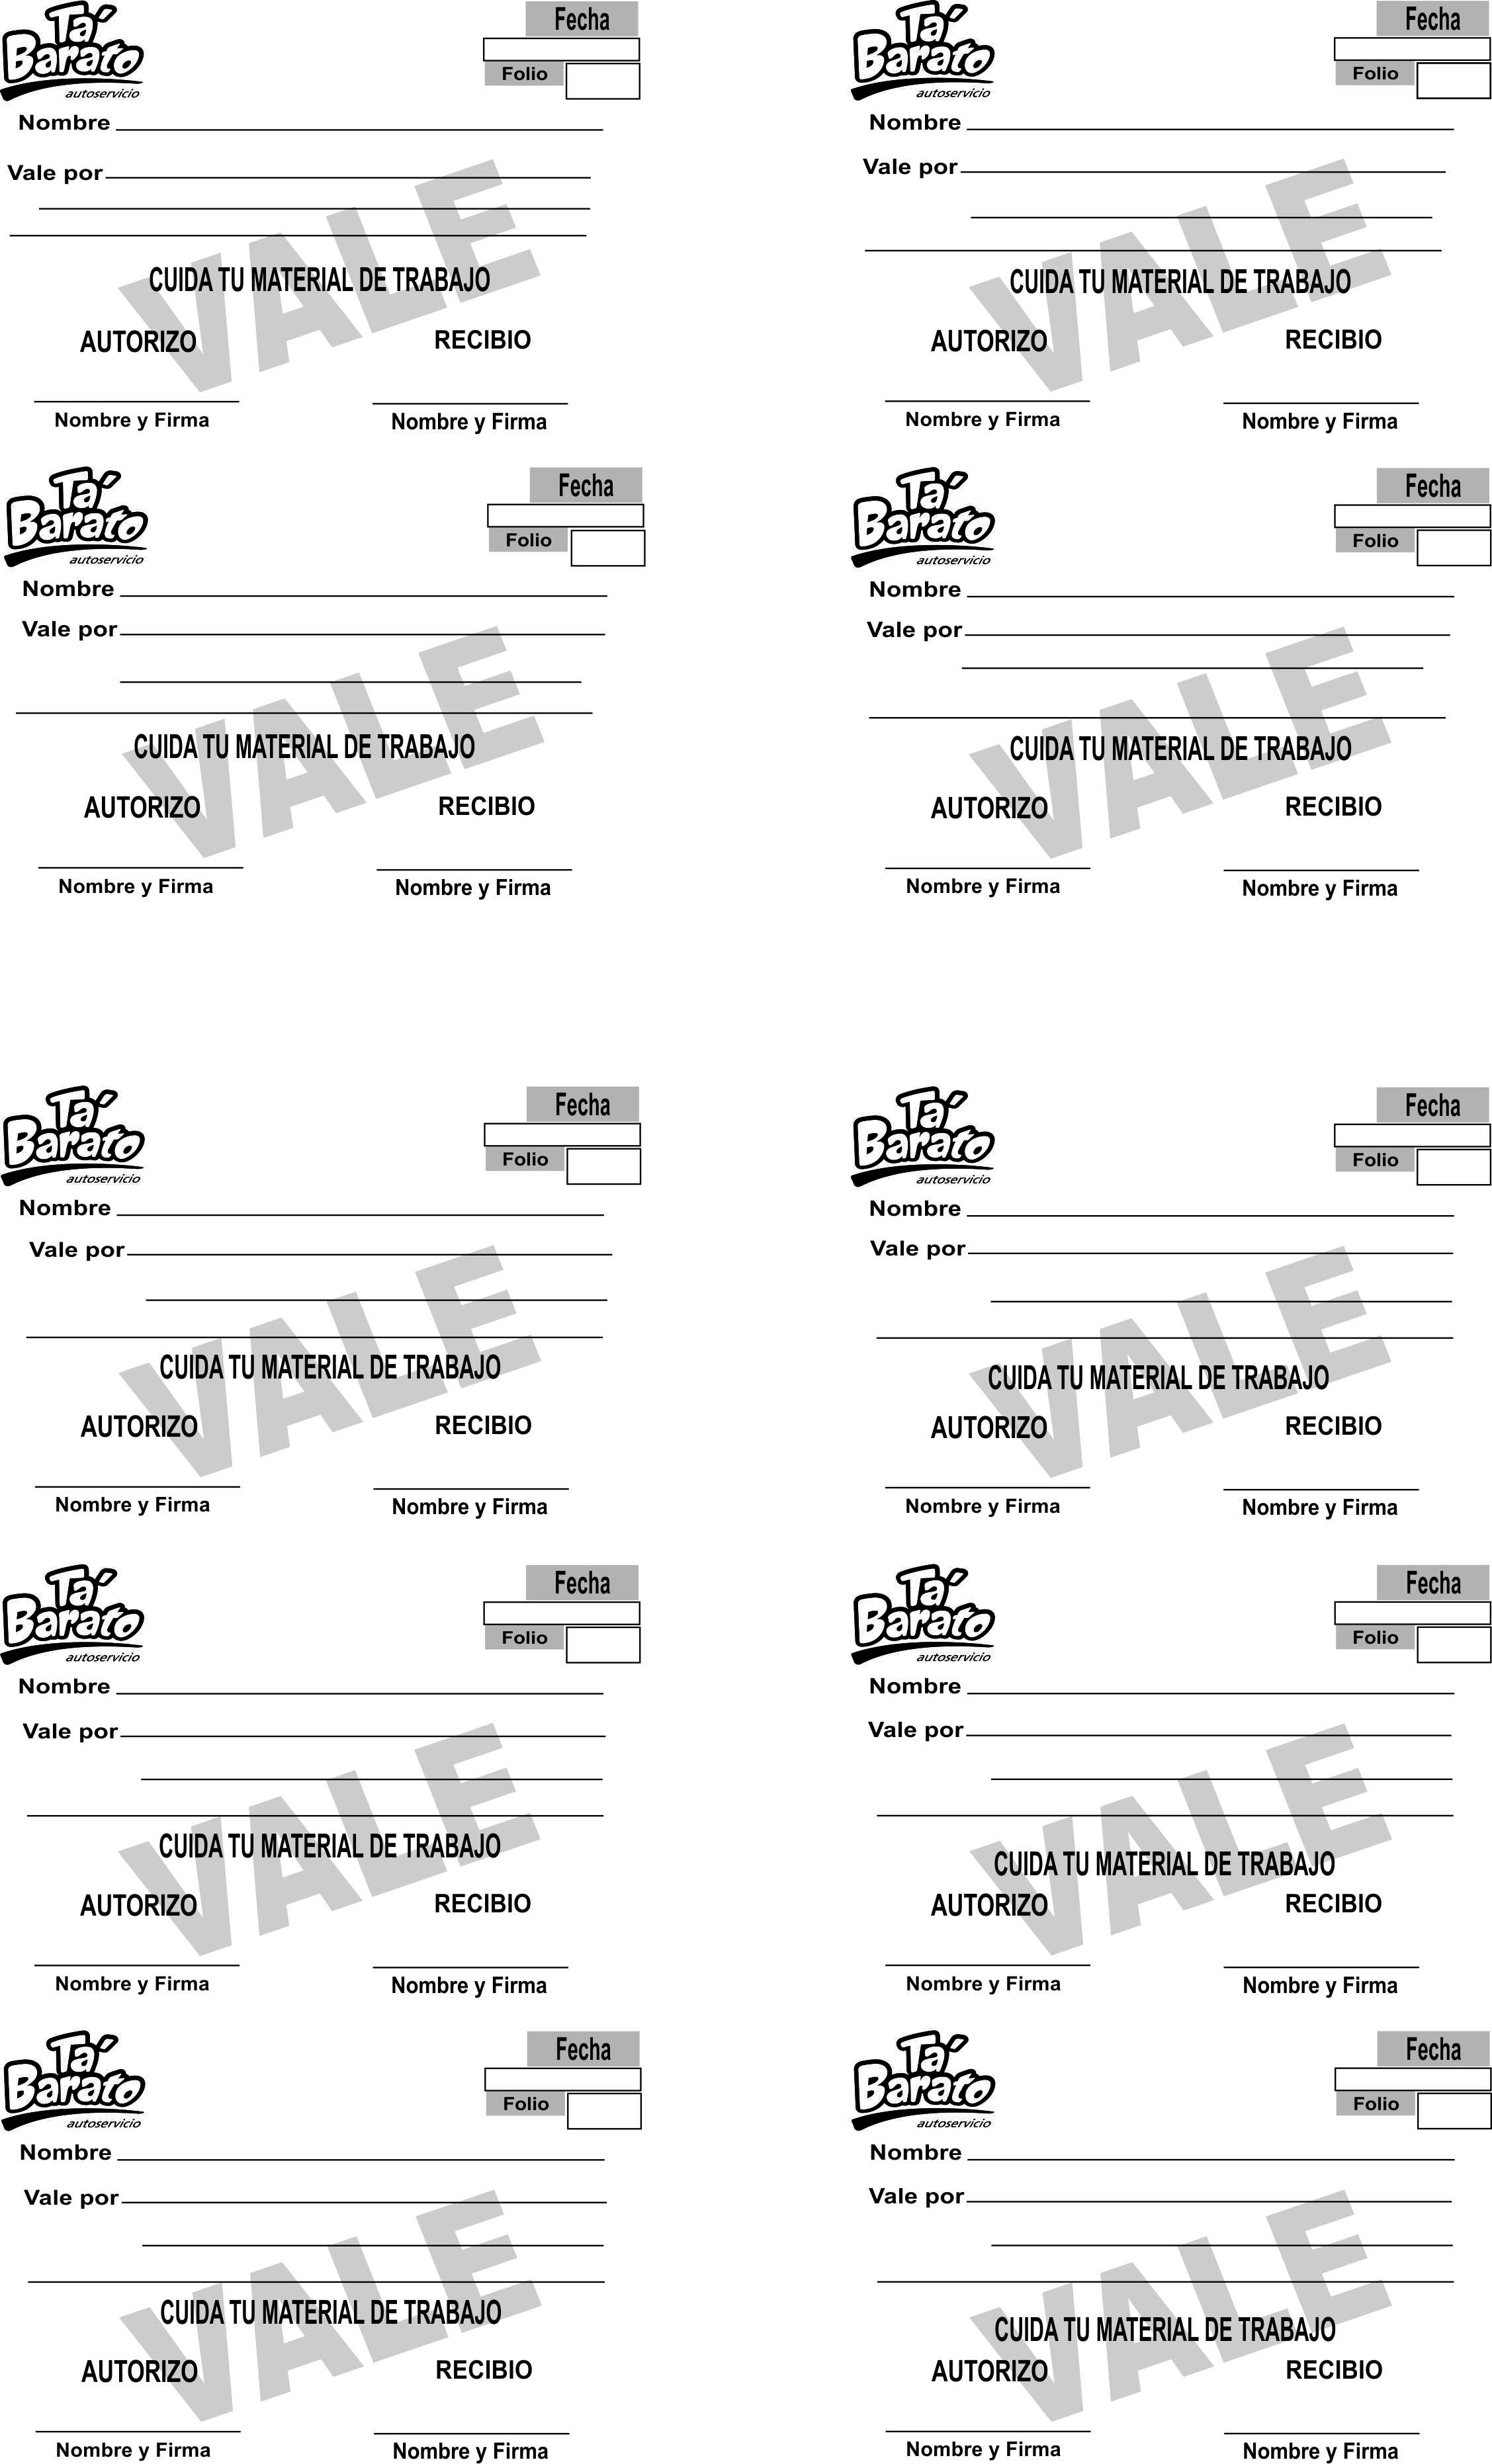 Ta' Fecha
Barato Folio
autoservicio
Nombre
Vale por
VALE
CUIDA TU MATERIAL DE TRABAJO
AUTORIZO RECIBIO
Nombre y Firma Nombre y Firma
Ta' Fecha
Barato Folio
autoservicio
Nombre
Vale por
VALE
CUIDA TU MATERIAL DE TRABAJO
AUTORIZO RECIBIO
Nombre y Firma Nombre y Firma
Ta' Fecha
Barato Folio
autoservicio
Nombre
Vale por
VALE
CUIDA TU MATERIAL DE TRABAJO
AUTORIZO RECIBIO
Nombre y Firma Nombre y Firma
Ta' Fecha
Barato Folio
autoservicio
Nombre
Vale por
VALE
CUIDA TU MATERIAL DE TRABAJO
AUTORIZO RECIBIO
Nombre y Firma Nombre y Firma
Ta' Fecha
Barato Folio
autoservicio
Nombre
Vale por
VALE
CUIDA TU MATERIAL DE TRABAJO
AUTORIZO RECIBIO
Nombre y Firma Nombre y Firma
Ta' Fecha
Barato Folio
autoservicio
Nombre
Vale por
VALE
CUIDA TU MATERIAL DE TRABAJO
AUTORIZO RECIBIO
Nombre y Firma Nombre y Firma
Ta' Fecha
Barato Folio
autoservicio
Nombre
Vale por
VALE
CUIDA TU MATERIAL DE TRABAJO
AUTORIZO RECIBIO
Nombre y Firma Nombre y Firma
Ta' Fecha
Barato Folio
autoservicio
Nombre
Vale por
VALE
CUIDA TU MATERIAL DE TRABAJO
AUTORIZO RECIBIO
Nombre y Firma Nombre y Firma
Ta' Fecha
Barato Folio
autoservicio
Nombre
Vale por
VALE
CUIDA TU MATERIAL DE TRABAJO
AUTORIZO RECIBIO
Nombre y Firma Nombre y Firma
Ta' Fecha
Barato Folio
autoservicio
Nombre
Vale por
VALE
CUIDA TU MATERIAL DE TRABAJO
AUTORIZO RECIBIO
Nombre y Firma Nombre y Firma